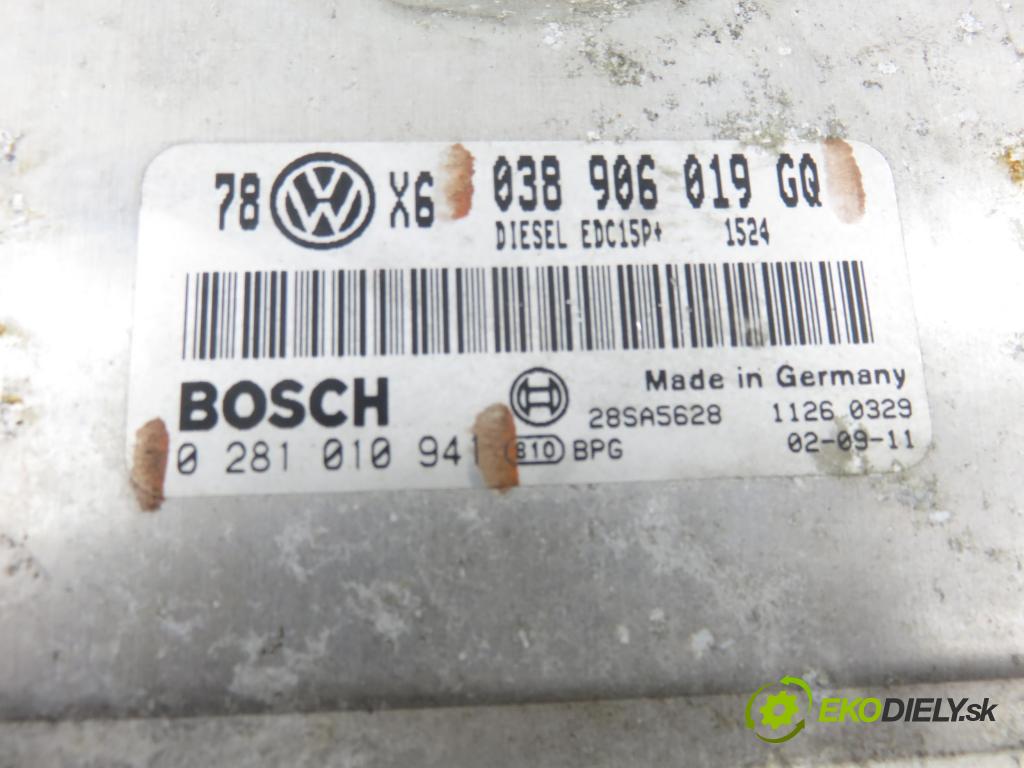 78 VW X6 038 906 019 GQ
DIESEL EDC15P+ 1524
BOSCH
Made in Germany
28SA5628 1126 0329
0 281 010 941 810 BPG 02-09-11
EKODIELY.sk